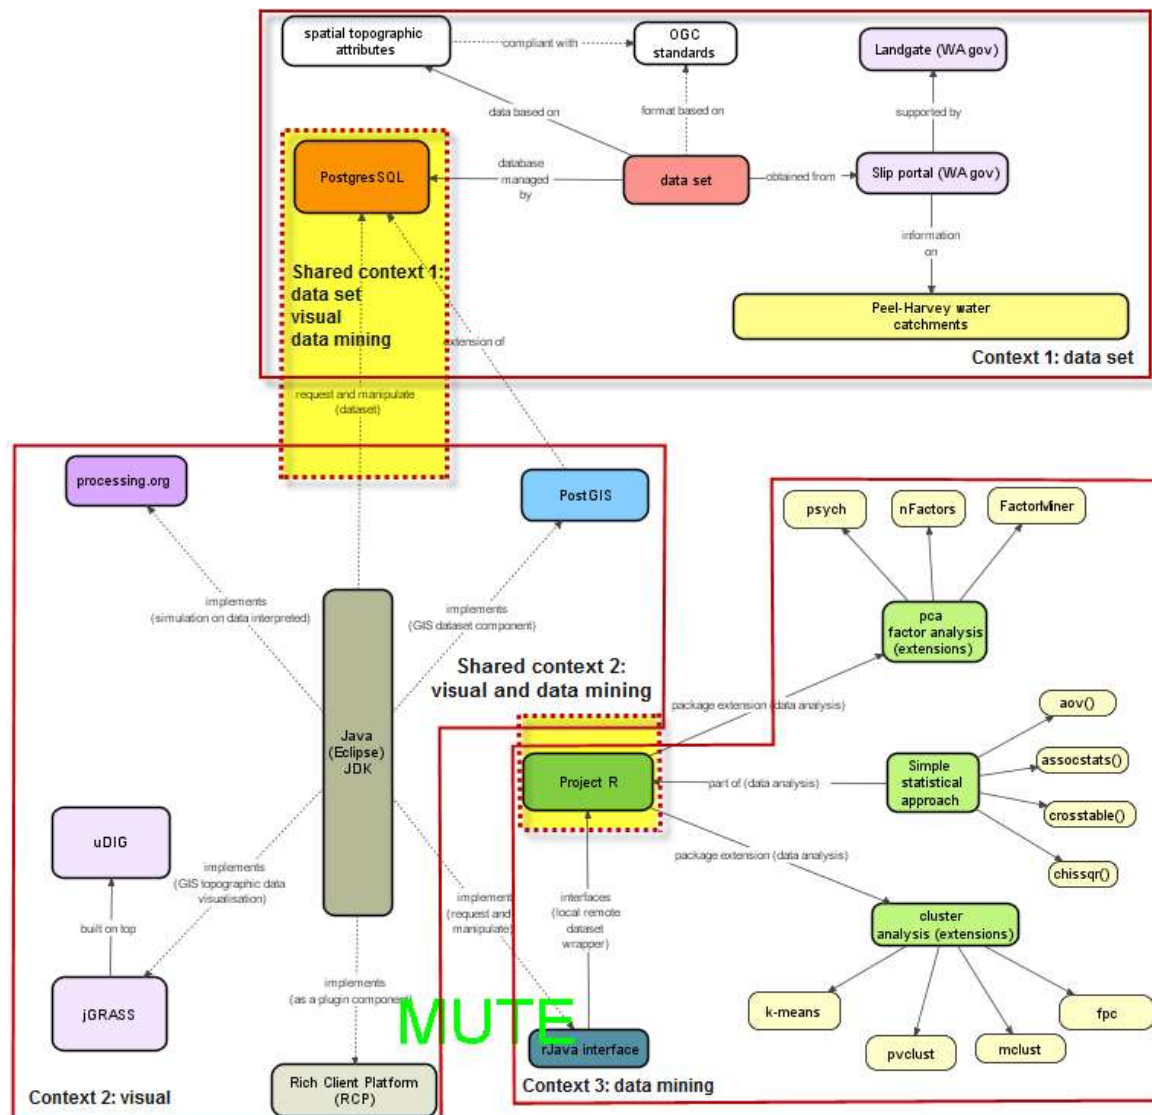 spatial topographic
attributes
compliant with
OGC
standards
Landgate (WA gov)
data based on
format based on
supported by
PostgresSQL
database
managed
by
data set
obtained from
Slip portal (WA gov)
information
on
Shared context 1:
data set
visual
data mining
extension of
Peel-Harvey water
catchments
Context 1: data set
request and manipulate
(dataset)
processing.org
PostGIS
psych
nFactors
FactorMiner
implements
(simulation on data interpreted)
implements
(GIS dataset component)
pca
factor analysis
(extensions)
Shared context 2:
visual and data mining
package extension (data analysis)
aov()
Java
(Eclipse)
JDK
Project R
part of (data analysis)
Simple
statistical
approach
assocstats()
crosstable()
chissqr()
uDIG
implements
(GIS topographic data
visualisation)
package extension (data analysis)
implement
(request and
manipulate)
interfaces
(local remote
dataset
wrapper)
cluster
analysis (extensions)
built on top
jGRASS
implements
(as a plugin component)
MUTE
k-means
pvclust
mclust
fpc
rJava interface
Rich Client Platform
(RCP)
Context 2: visual
Context 3: data mining